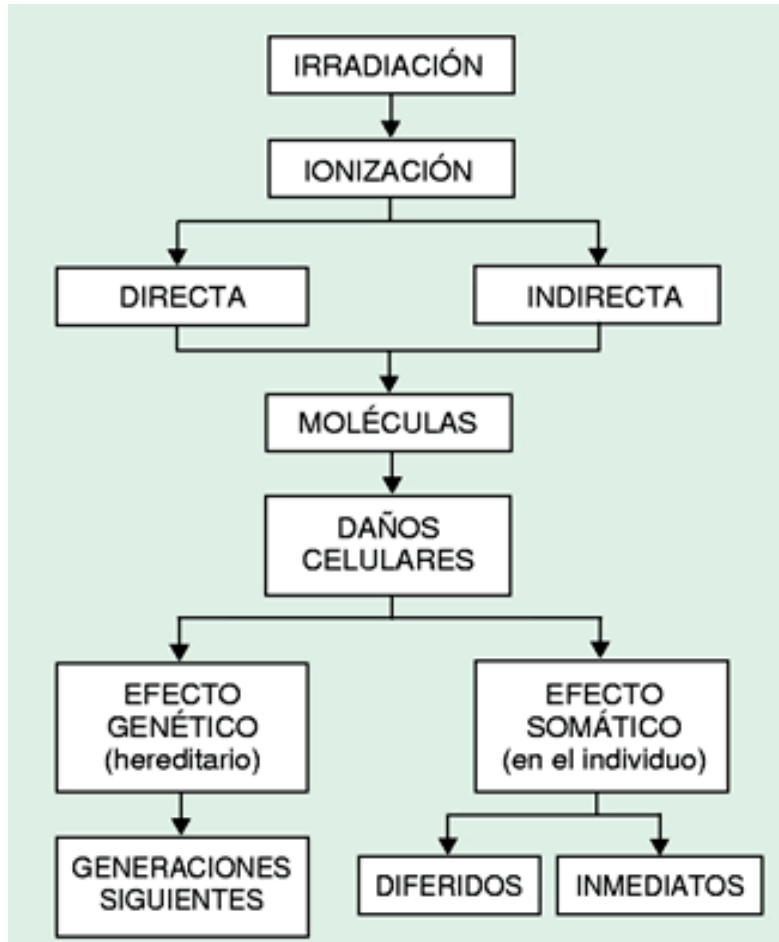 IRRADIACIÓN
IONIZACIÓN
DIRECTA
INDIRECTA
MOLÉCULAS
DAÑOS
CELULARES
EFECTO
GENÉTICO
(hereditario)
EFECTO
SOMÁTICO
(en el individuo)
GENERACIONES
SIGUIENTES
DIFERIDOS
INMEDIATOS